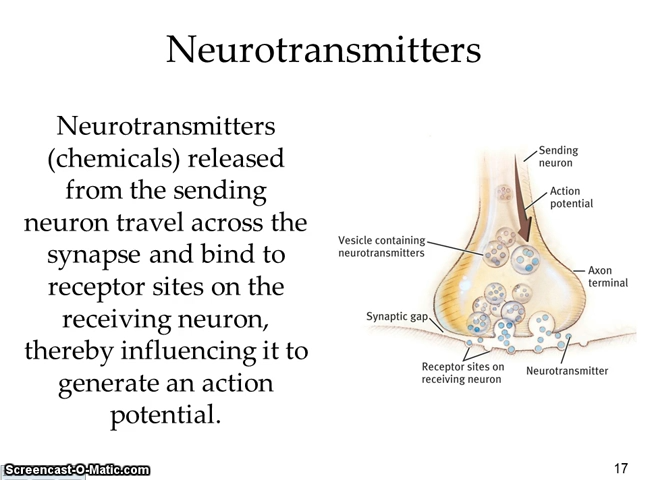 Neurotransmitters
Neurotransmitters
(chemicals) released
from the sending
neuron travel across the
synapse and bind to
receptor sites on the
receiving neuron,
thereby influencing it to
generate an action
potential.
Sending
neuron
Action
potential
Vesicle containing
neurotransmitters
Axon
terminal
Synaptic gap
Receptor sites on
receiving neuron
Neurotransmitter
Screencast-O-Matic.com
17